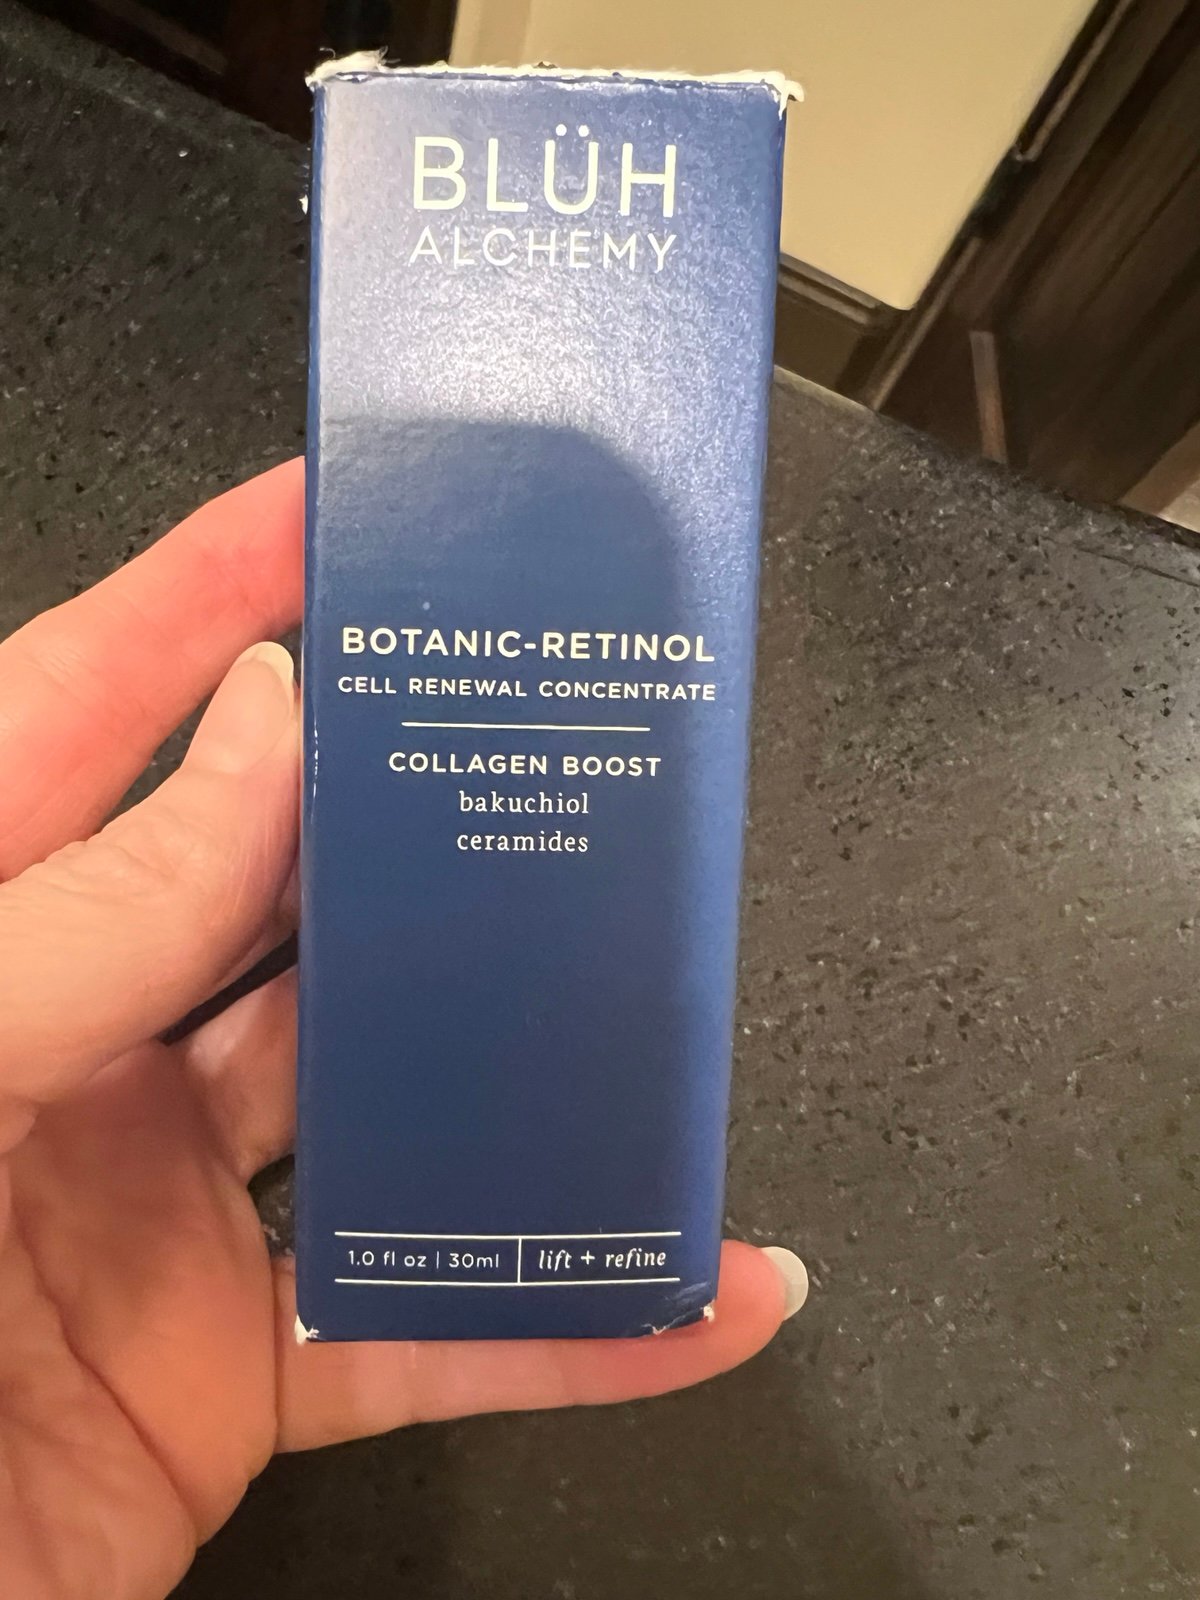 BLÜH
ALCHEMY
BOTANIC-RETINOL
CELL RENEWAL CONCENTRATE
COLLAGEN BOOST
bakuchiol
ceramides
1.0 fl oz | 30ml
lift + refine